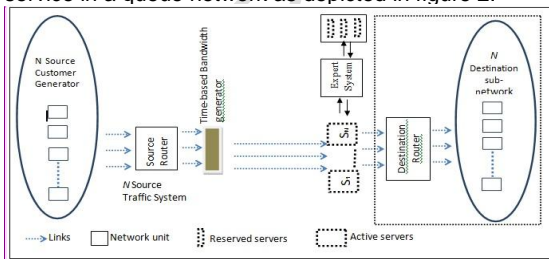 service in a queue network as depicted in figure 2.
N Source
Customer
Generator
Time-based Bandwidth
generator
Source
Router
N Source
Traffic System
Expert
System
Destination
Router
N
Destination
sub-
network
Links
Network unit
Reserved servers
Active servers